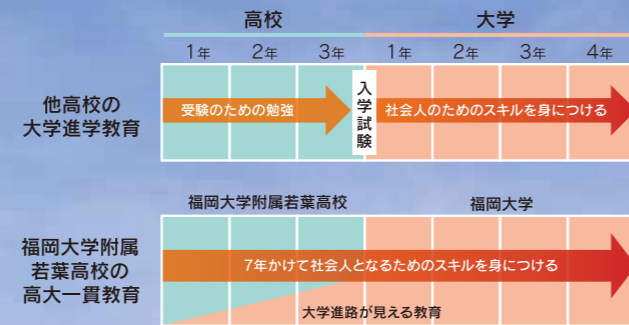 高校 大学
1年 2年 3年 1年 2年 3年 4年
他高校の
大学進学教育
受験のための勉強
入学試験
社会人のためのスキルを身につける
福岡大学附属若葉高校 福岡大学
福岡大学附属
若葉高校の
高大一貫教育
7年かけて社会人となるためのスキルを身につける
大学進路が見える教育